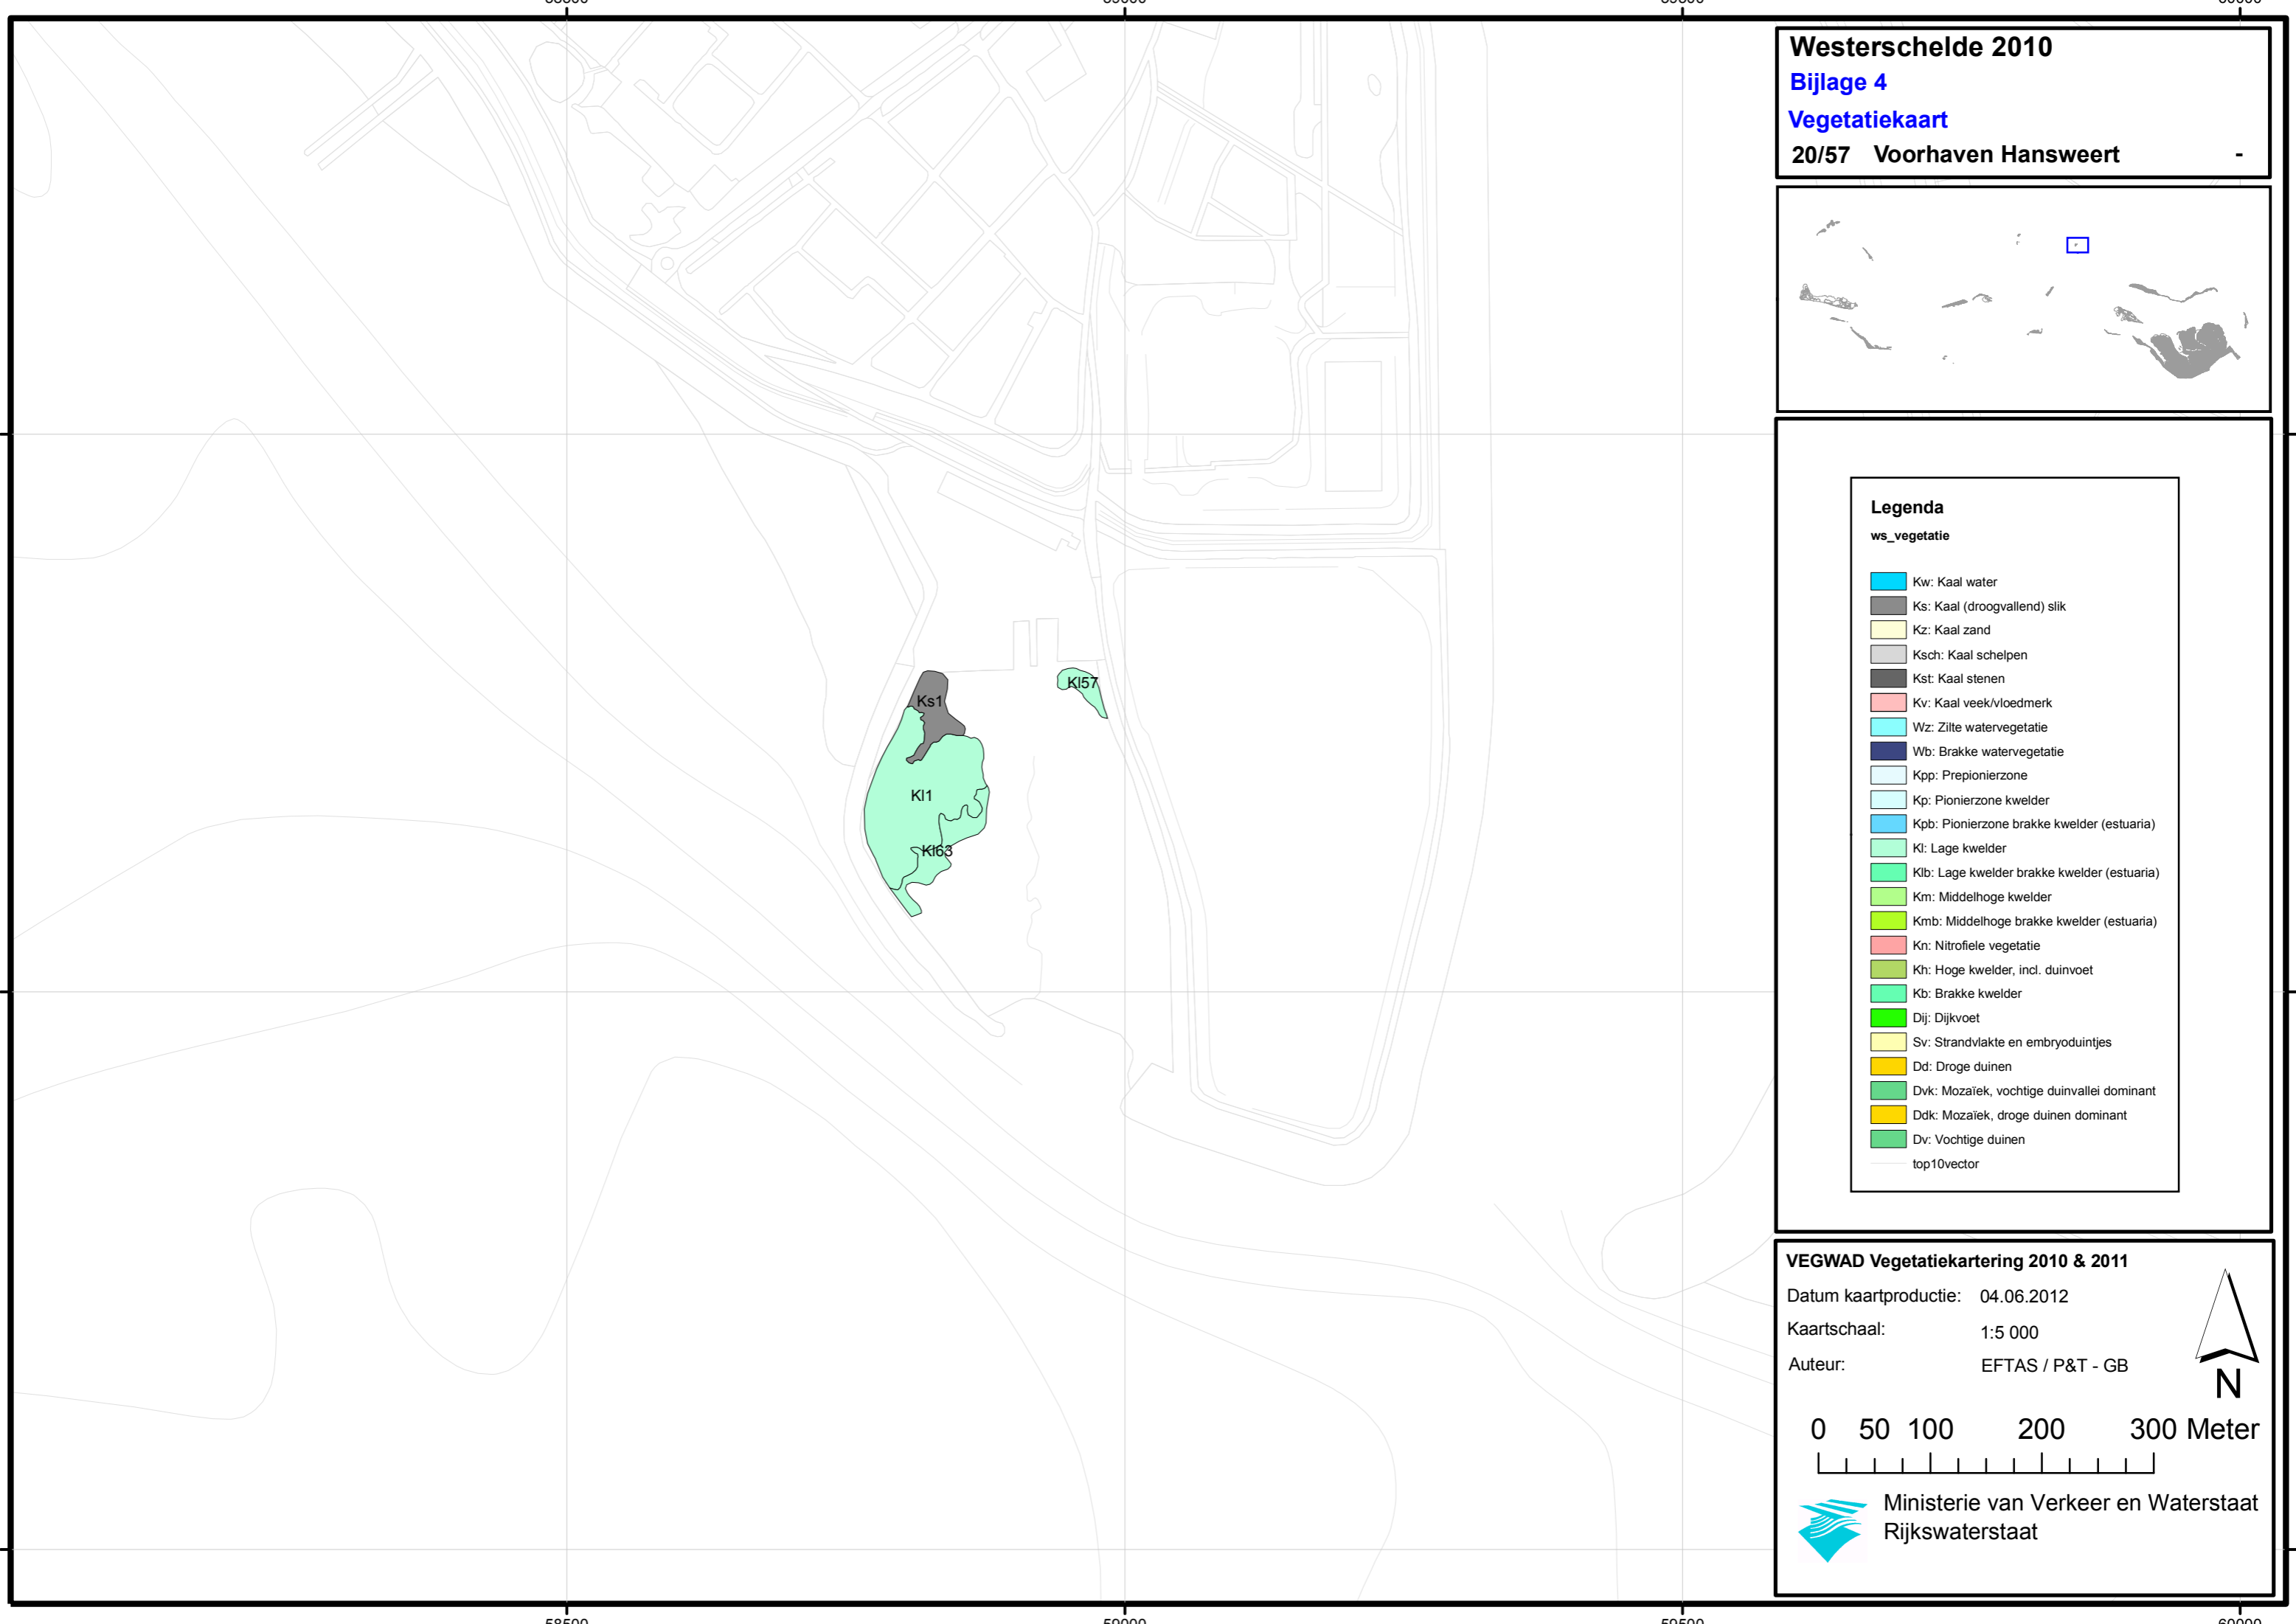 Westerschelde 2010
Bijlage 4
Vegetatiekaart
20/57 Voorhaven Hansweert -
Legenda
ws_vegetatie
Kw: Kaal water
Ks: Kaal (droogvallend) slik
Kz: Kaal zand
Ksch: Kaal schelpen
Kst: Kaal stenen
Kv: Kaal veek/vloedmerk
Wz: Zilte watervegetatie
Wb: Brakke watervegetatie
Kpp: Prepionierzone
Kp: Pionierzone kwelder
Kpb: Pionierzone brakke kwelder (estuaria)
Kl: Lage kwelder
Klb: Lage kwelder brakke kwelder (estuaria)
Km: Middelhoge kwelder
Kmb: Middelhoge brakke kwelder (estuaria)
Kn: Nitrofiele vegetatie
Kh: Hoge kwelder, incl. duinvoet
Kb: Brakke kwelder
Dij: Dijkvoet
Sv: Strandvlakte en embryoduintjes
Dd: Droge duinen
Dvk: Mozaïek, vochtige duinvallei dominant
Ddk: Mozaïek, droge duinen dominant
Dv: Vochtige duinen
top10vector
Kl57
Ks1
Kl1
Kl63
VEGWAD Vegetatiekartering 2010 & 2011
Datum kaartproductie: 04.06.2012
Kaartschaal: 1:5 000
Auteur: EFTAS / P&T - GB
N
0 50 100 200 300 Meter
Ministerie van Verkeer en Waterstaat
Rijkswaterstaat